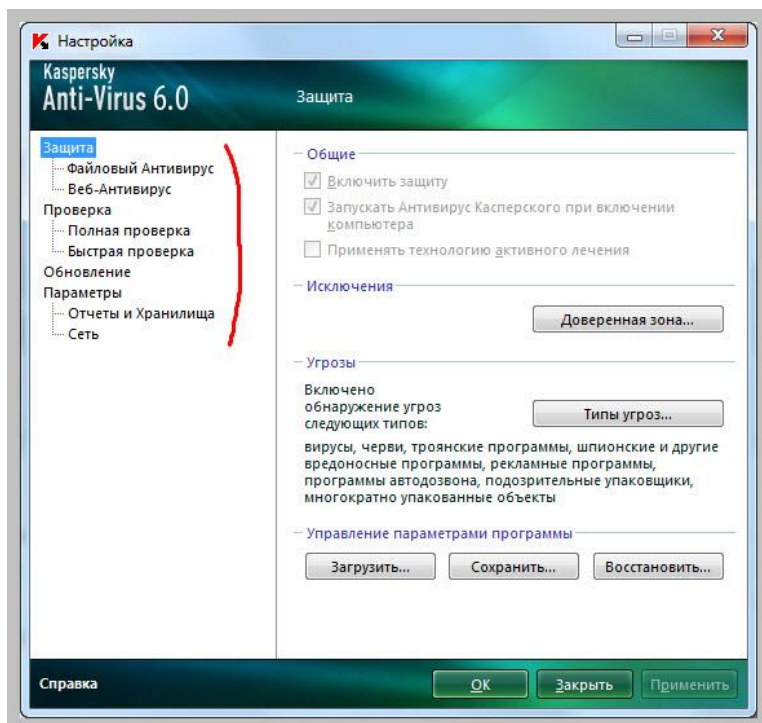 Настройка
Kaspersky
Anti-Virus 6.0
Защита
Защита
Файловый Антивирус
Веб-Антивирус
Проверка
Полная проверка
Быстрая проверка
Обновление
Параметры
Отчеты и Хранилища
Сеть
Общие
Включить защиту
Запускать Антивирус Касперского при включении
компьютера
Применять технологию активного лечения
Исключения
Доверенная зона...
Угрозы
Включено
обнаружение угроз
следующих типов:
Типы угроз...
вирусы, черви, троянские программы, шпионские и другие
вредоносные программы, рекламные программы,
программы автодозвона, подозрительные упаковщики,
многократно упакованные объекты
Управление параметрами программы
Загрузить... Сохранить... Восстановить...
Справка OK Закрыть Применить